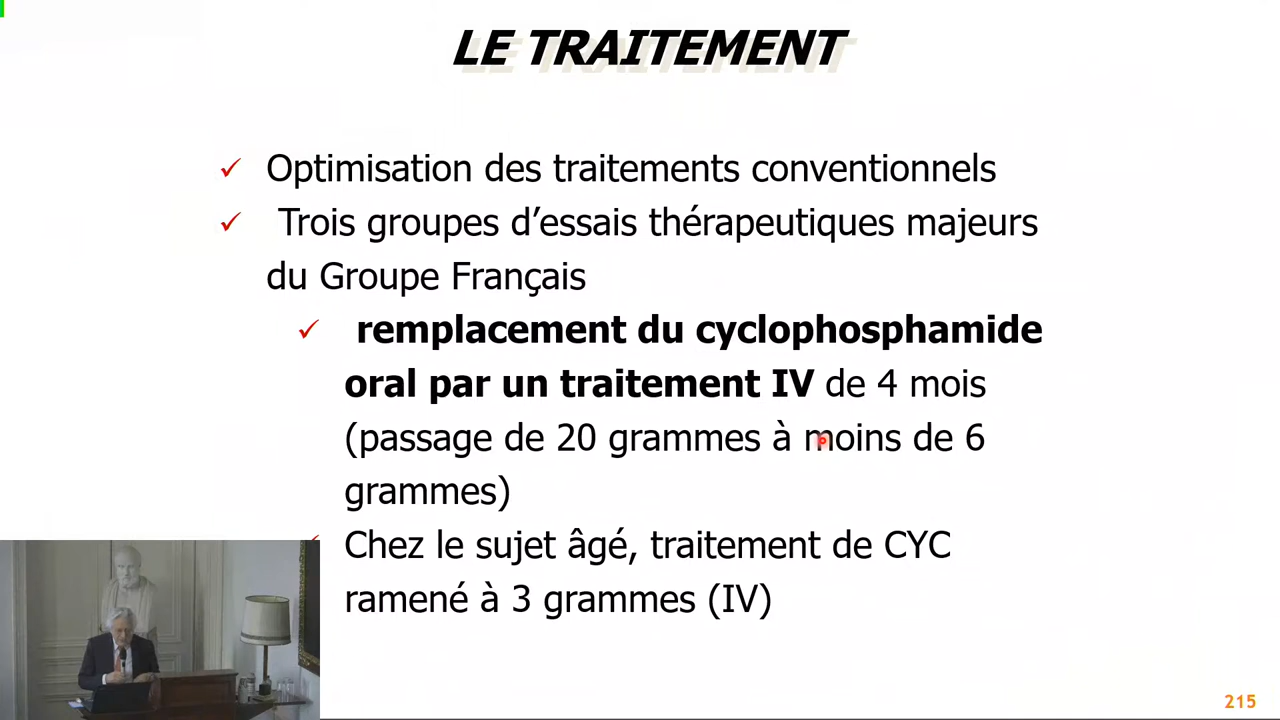 LE TRAITEMENT
Optimisation des traitements conventionnels
Trois groupes d’essais thérapeutiques majeurs
du Groupe Français
remplacement du cyclophosphamide
oral par un traitement IV de 4 mois
(passage de 20 grammes à moins de 6
grammes)
Chez le sujet âgé, traitement de CYC
ramené à 3 grammes (IV)
215